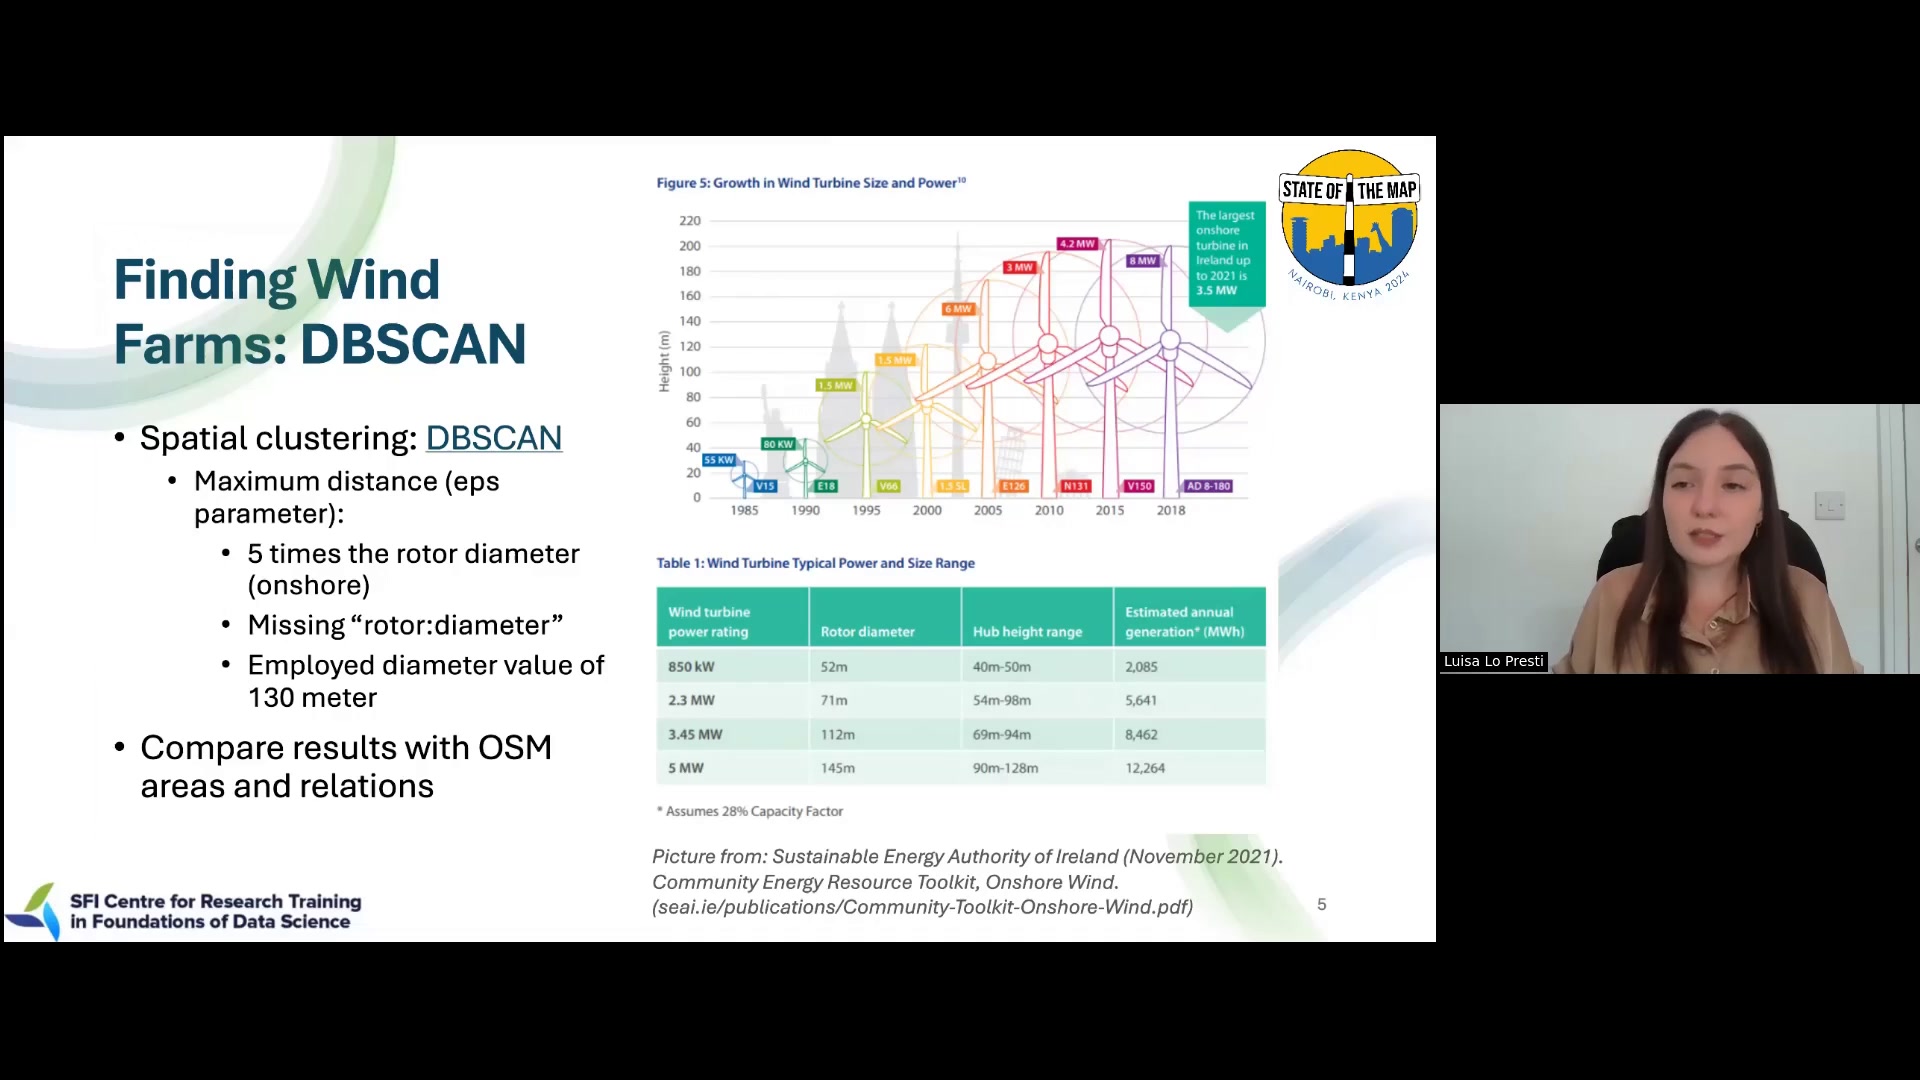 Finding Wind
Farms: DBSCAN
• Spatial clustering: DBSCAN
• Maximum distance (eps
parameter):
• 5 times the rotor diameter
(onshore)
• Missing “rotor:diameter”
• Employed diameter value of
130 meter
• Compare results with OSM
areas and relations
SFI Centre for Research Training
in Foundations of Data Science
Figure 5: Growth in Wind Turbine Size and Power10
Height (m)
220
200
180
160
140
120
100
80
60
40
20
0
55 KW
80 KW
1.5 MW
1.5 MW
6 MW
3 MW
4.2 MW
8 MW
V15
E18
V66
1.5 SL
E126
N131
V150
AD 8-180
1985 1990 1995 2000 2005 2010 2015 2018
The largest
onshore
turbine in
Ireland up
to 2021 is
3.5 MW
STATE OF THE MAP
NAIROBI, KENYA 2024
Table 1: Wind Turbine Typical Power and Size Range
Wind turbine power rating Rotor diameter Hub height range Estimated annual generation* (MWh)
850 kW 52m 40m-50m 2,085
2.3 MW 71m 54m-98m 5,641
3.45 MW 112m 69m-94m 8,462
5 MW 145m 90m-128m 12,264
* Assumes 28% Capacity Factor
Picture from: Sustainable Energy Authority of Ireland (November 2021).
Community Energy Resource Toolkit, Onshore Wind.
(seai.ie/publications/Community-Toolkit-Onshore-Wind.pdf)
5
Luisa Lo Presti